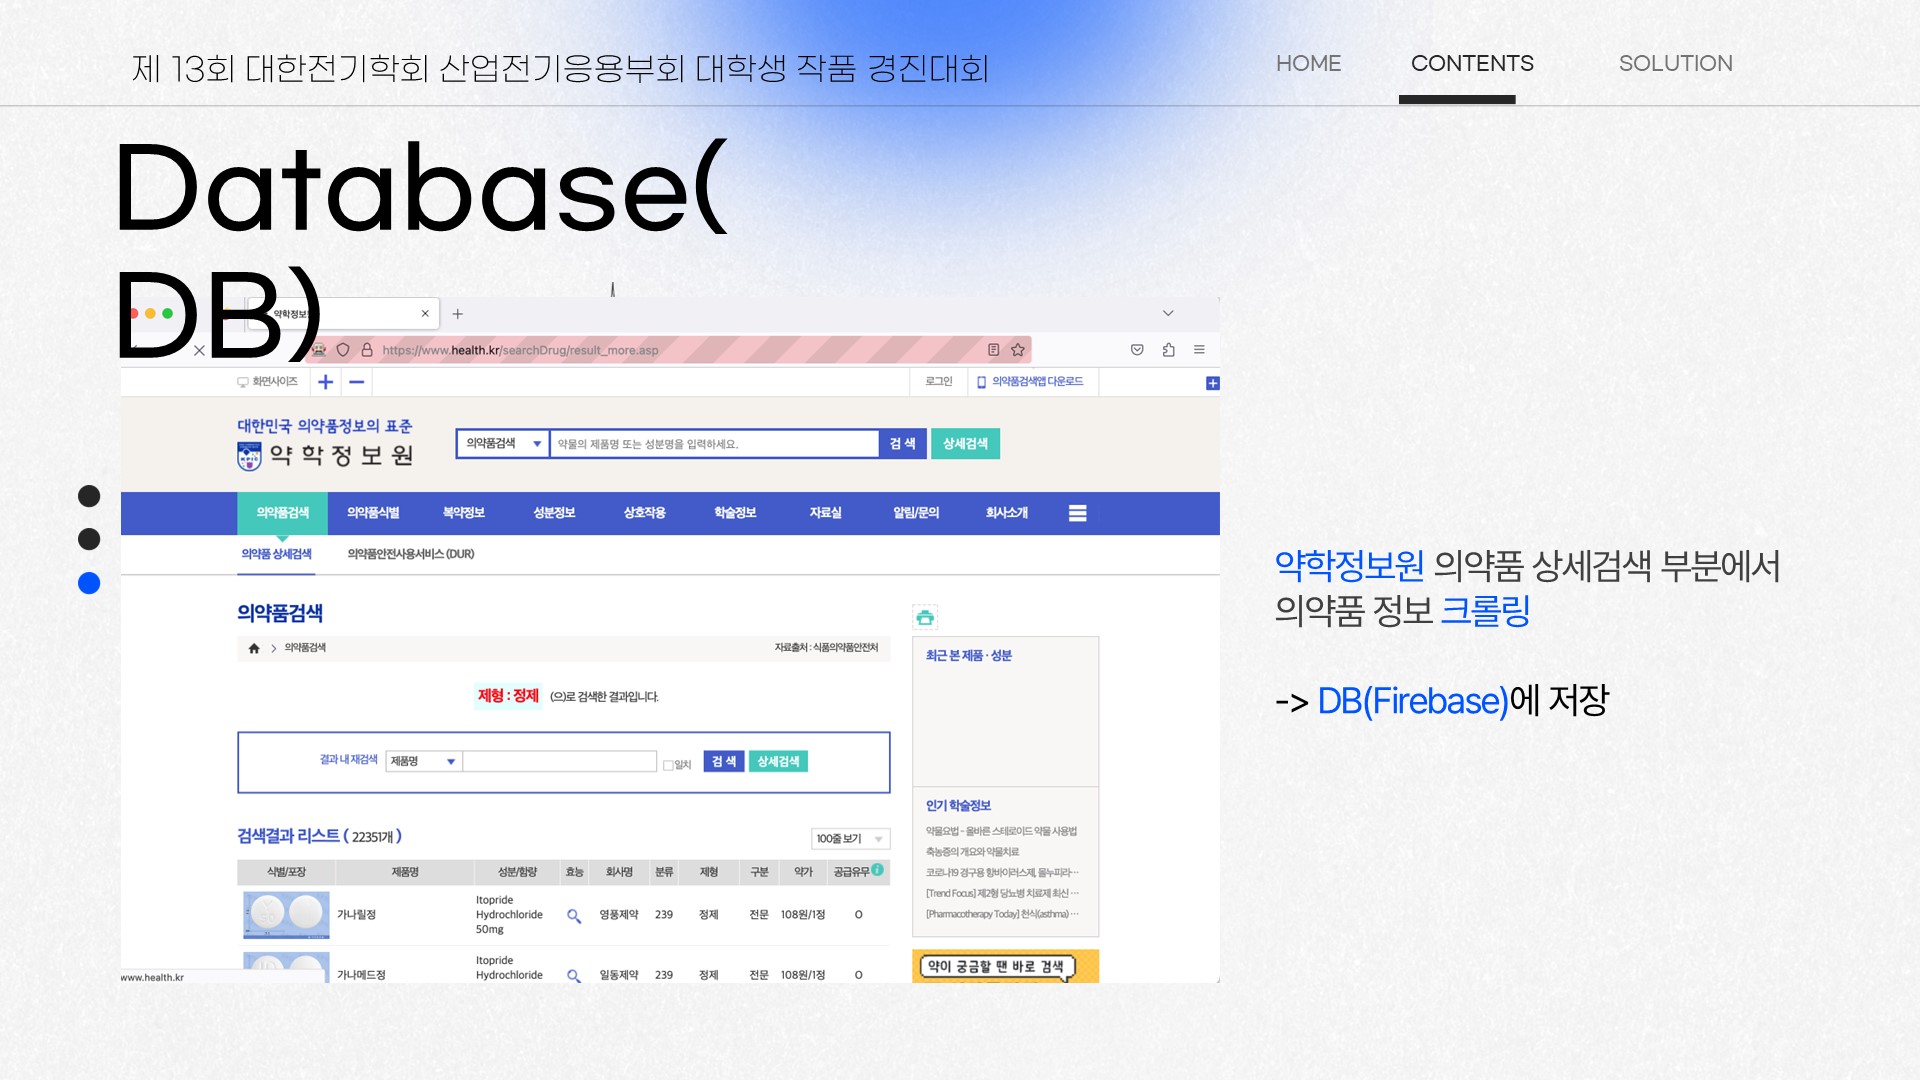 제 13회 대한전기학회 산업전기응용부회 대학생 작품 경진대회
HOME CONTENTS SOLUTION
Database(
DB)
약학정보
https://www.health.kr/searchDrug/result_more.asp
화면사이즈 로그인 의약품검색앱 다운로드
대한민국 의약품정보의 표준
약학정보원
의약품검색 약물의 제품명 또는 성분명을 입력하세요. 검 색 상세검색
의약품검색 의약품식별 복약정보 성분정보 상호작용 학술정보 자료실 알림/문의 회사소개
의약품 상세검색 의약품안전사용서비스 (DUR)
의약품검색
> 의약품검색 자료출처 : 식품의약품안전처
제형 : 정제 (으)로 검색한 결과입니다.
결과 내 재검색 제품명 일치 검 색 상세검색
검색결과 리스트 ( 22351개 ) 100줄 보기
식별/포장 제품명 성분/함량 효능 회사명 분류 제형 구분 약가 공급유무
가나릴정 Itopride Hydrochloride 50mg 영풍제약 239 정제 전문 108원/1정 O
가나메드정 Itopride Hydrochloride 일동제약 239 정제 전문 108원/1정 O
www.health.kr
최근 본 제품 · 성분
인기 학술정보
약물요법 - 올바른 스테로이드 약물 사용법
축농증의 개요와 약물치료
코로나19 경구용 항바이러스제, 몰누피라···
[Trend Focus] 제2형 당뇨병 치료제 최신 ···
[Pharmacotherapy Today] 천식(asthma) ···
약이 궁금할 땐 바로 검색
약학정보원 의약품 상세검색 부분에서
의약품 정보 크롤링
-> DB(Firebase)에 저장